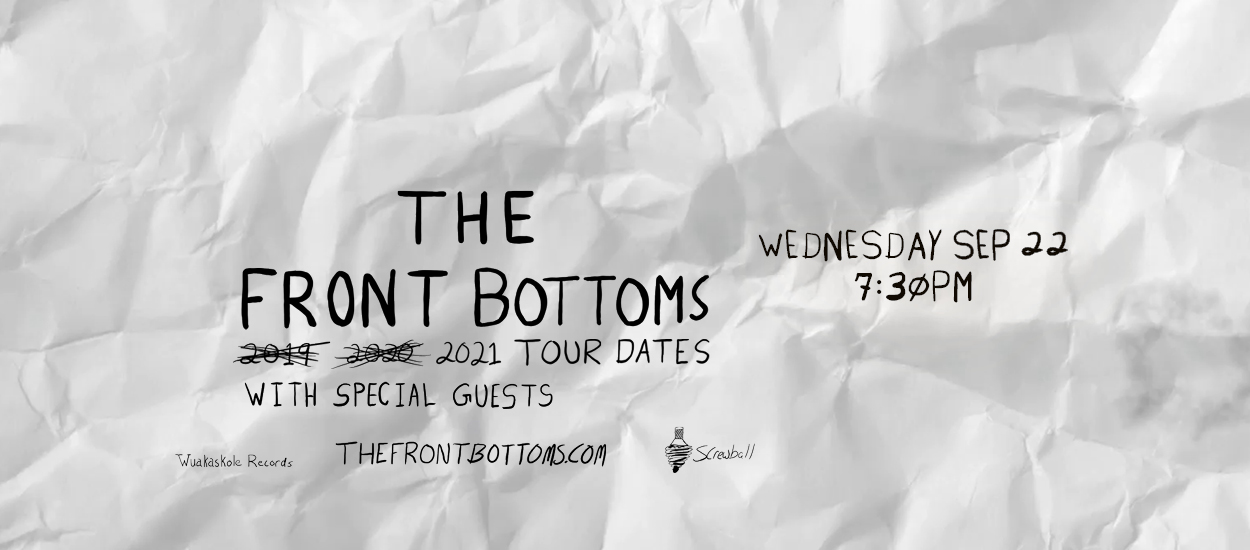 THE
FRONT BOTTOMS
2019 2020 2021 TOUR DATES
WITH SPECIAL GUESTS
WEDNESDAY SEP 22
7:30PM
Wuakaskole Records
THEFRONTBOTTOMS.COM
Screwball